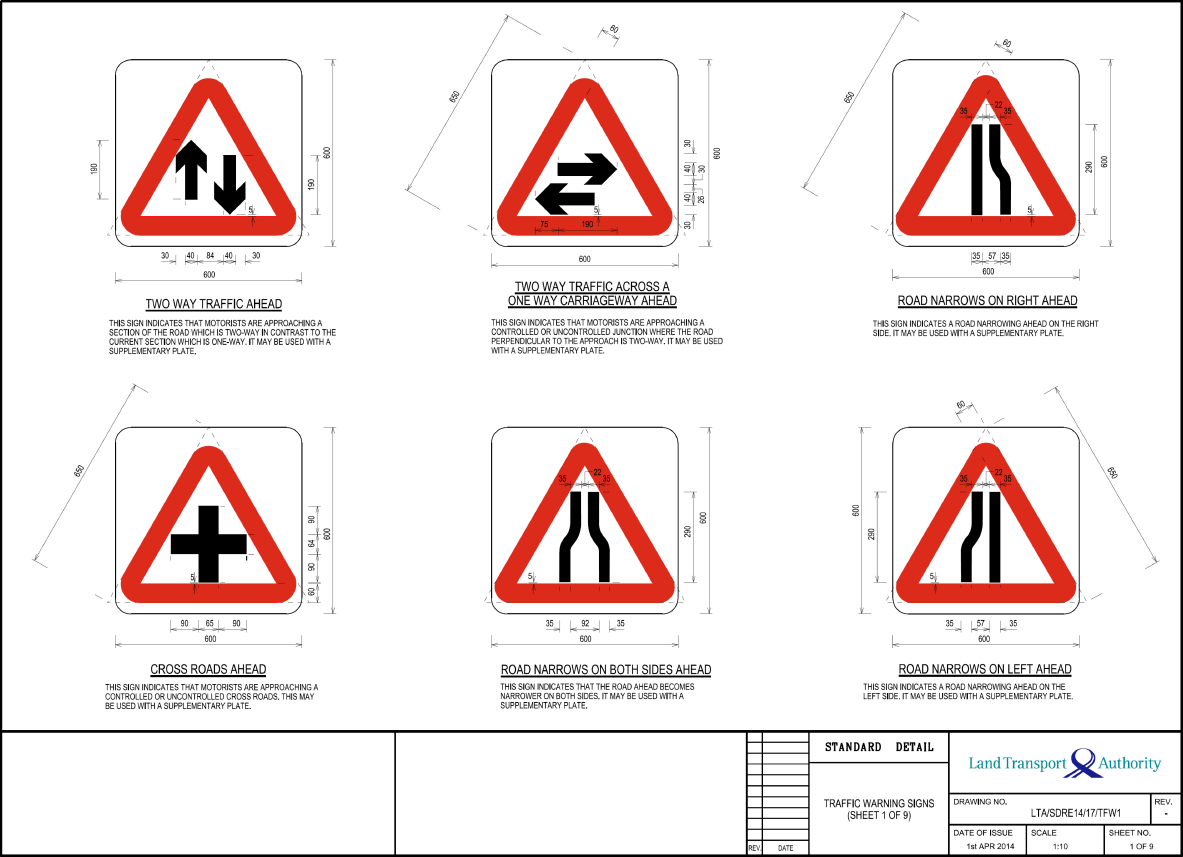 60
650
190
190
5
600
30 40 84 40 30
600
TWO WAY TRAFFIC AHEAD
THIS SIGN INDICATES THAT MOTORISTS ARE APPROACHING A
SECTION OF THE ROAD WHICH IS TWO-WAY IN CONTRAST TO THE
CURRENT SECTION WHICH IS ONE-WAY. IT MAY BE USED WITH A
SUPPLEMENTARY PLATE.
30
40
30
26
40
30
600
5
75 190
600
TWO WAY TRAFFIC ACROSS A
ONE WAY CARRIAGEWAY AHEAD
THIS SIGN INDICATES THAT MOTORISTS ARE APPROACHING A
CONTROLLED OR UNCONTROLLED JUNCTION WHERE THE ROAD
PERPENDICULAR TO THE APPROACH IS TWO-WAY. IT MAY BE USED
WITH A SUPPLEMENTARY PLATE.
60
650
22
35 35
290
600
5
35 57 35
600
ROAD NARROWS ON RIGHT AHEAD
THIS SIGN INDICATES A ROAD NARROWING AHEAD ON THE RIGHT
SIDE. IT MAY BE USED WITH A SUPPLEMENTARY PLATE.
650
90
64
90
60
600
5
90 65 90
600
CROSS ROADS AHEAD
THIS SIGN INDICATES THAT MOTORISTS ARE APPROACHING A
CONTROLLED OR UNCONTROLLED CROSS ROADS. THIS MAY
BE USED WITH A SUPPLEMENTARY PLATE.
22
35 35
290
600
5
35 92 35
600
ROAD NARROWS ON BOTH SIDES AHEAD
THIS SIGN INDICATES THAT THE ROAD AHEAD BECOMES
NARROWER ON BOTH SIDES. IT MAY BE USED WITH A
SUPPLEMENTARY PLATE.
60
650
22
35 35
600
290
5
35 57 35
600
ROAD NARROWS ON LEFT AHEAD
THIS SIGN INDICATES A ROAD NARROWING AHEAD ON THE
LEFT SIDE. IT MAY BE USED WITH A SUPPLEMENTARY PLATE.
REV. DATE
STANDARD DETAIL
TRAFFIC WARNING SIGNS
(SHEET 1 OF 9)
Land Transport Authority
DRAWING NO.
LTA/SDRE14/17/TFW1
REV.
-
DATE OF ISSUE
1st APR 2014
SCALE
1:10
SHEET NO.
1 OF 9